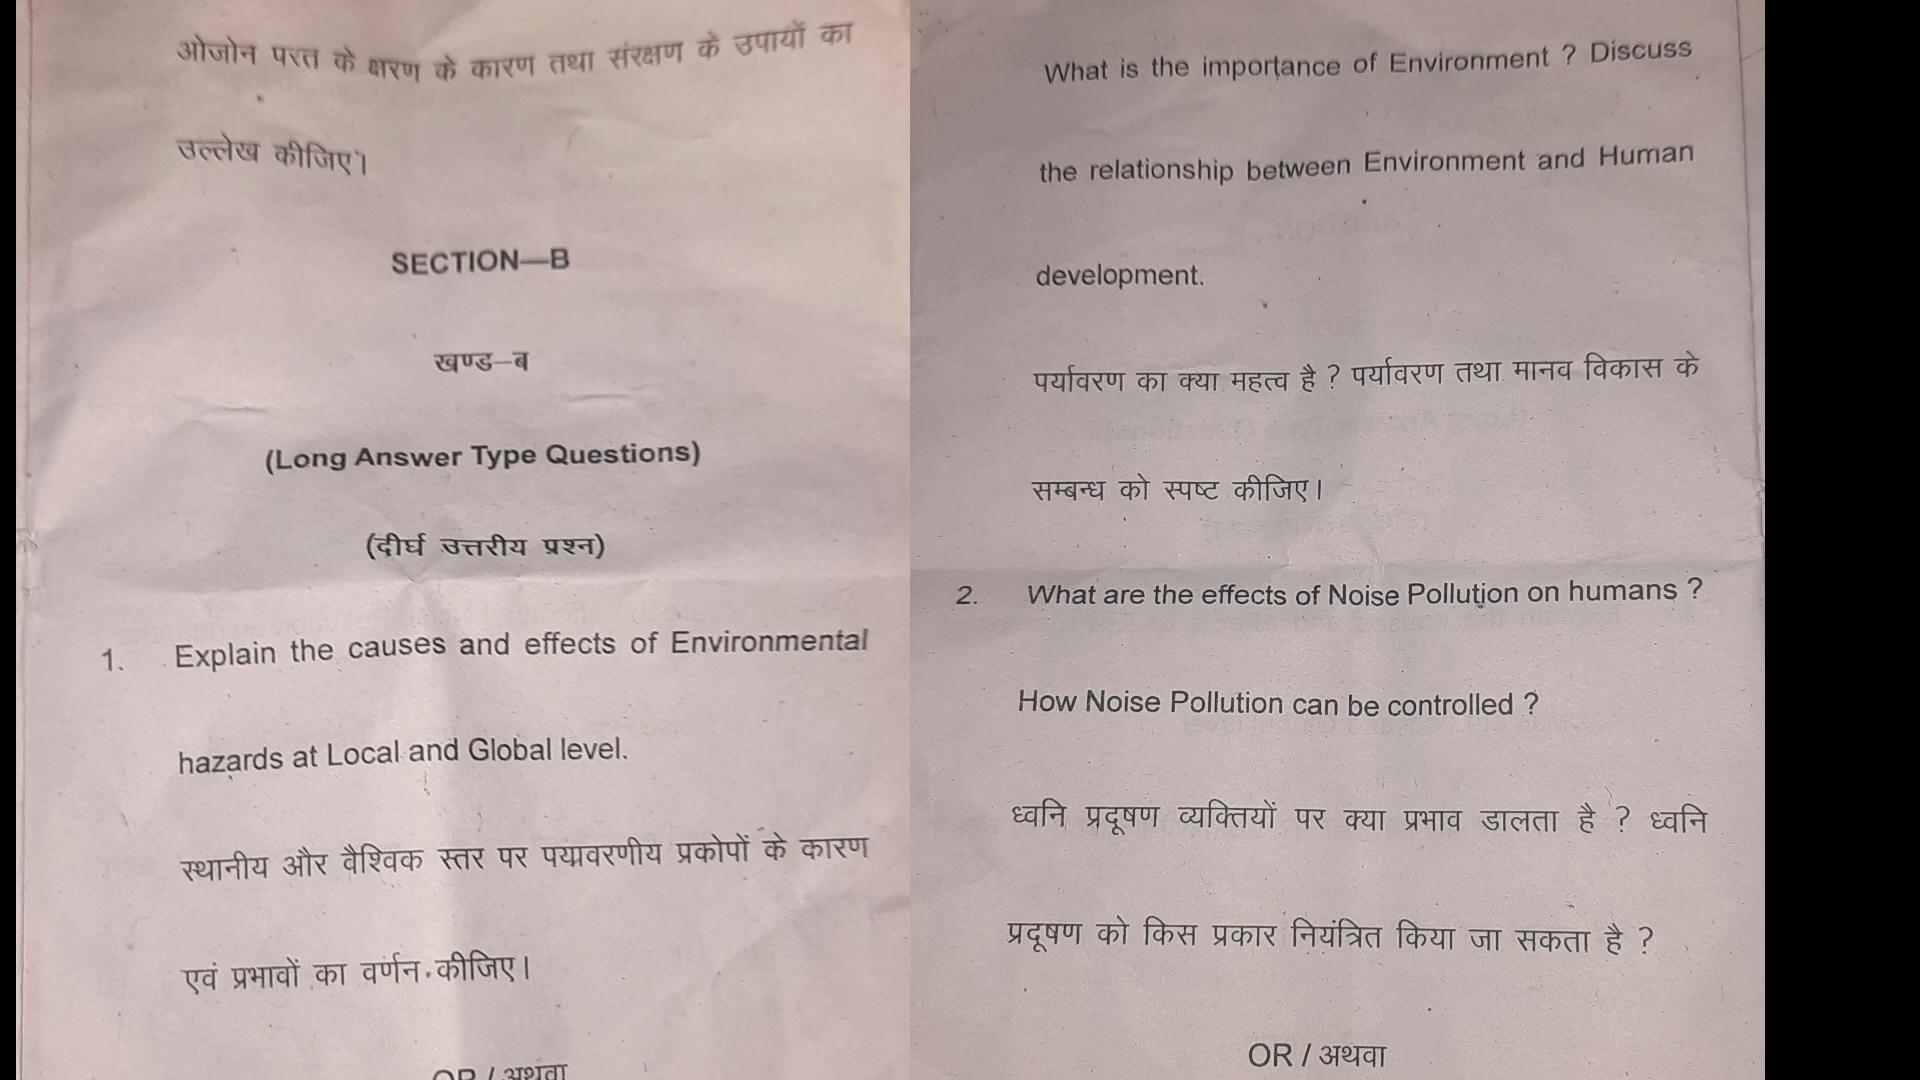 ओजोन परत के क्षरण के कारण तथा संरक्षण के उपायों का
उल्लेख कीजिए।
SECTION—B
खण्ड–ब
(Long Answer Type Questions)
(दीर्घ उत्तरीय प्रश्न)
1. Explain the causes and effects of Environmental
hazards at Local and Global level.
स्थानीय और वैश्विक स्तर पर पर्यावरणीय प्रकोपों के कारण
एवं प्रभावों का वर्णन कीजिए।
OR / अथवा
What is the importance of Environment ? Discuss
the relationship between Environment and Human
development.
पर्यावरण का क्या महत्व है ? पर्यावरण तथा मानव विकास के
सम्बन्ध को स्पष्ट कीजिए।
2. What are the effects of Noise Pollution on humans ?
How Noise Pollution can be controlled ?
ध्वनि प्रदूषण व्यक्तियों पर क्या प्रभाव डालता है ? ध्वनि
प्रदूषण को किस प्रकार नियंत्रित किया जा सकता है ?
OR / अथवा